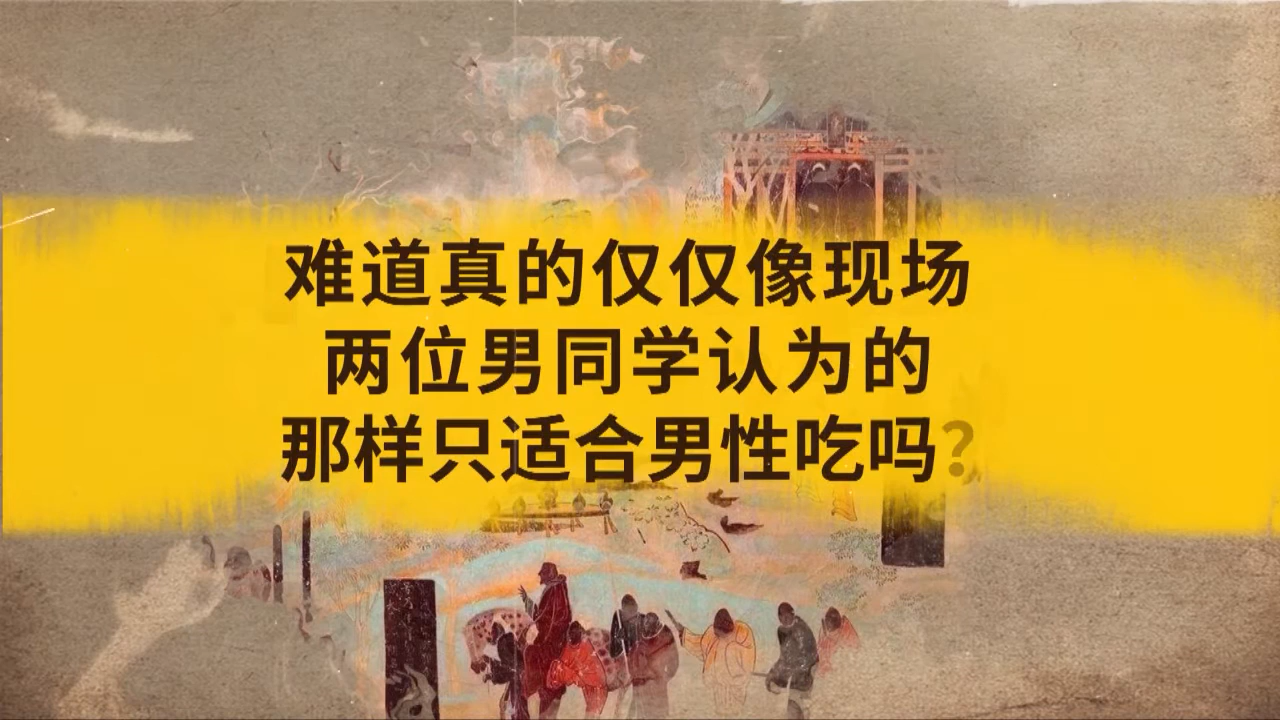 难道真的仅仅像现场
两位男同学认为的
那样只适合男性吃吗?